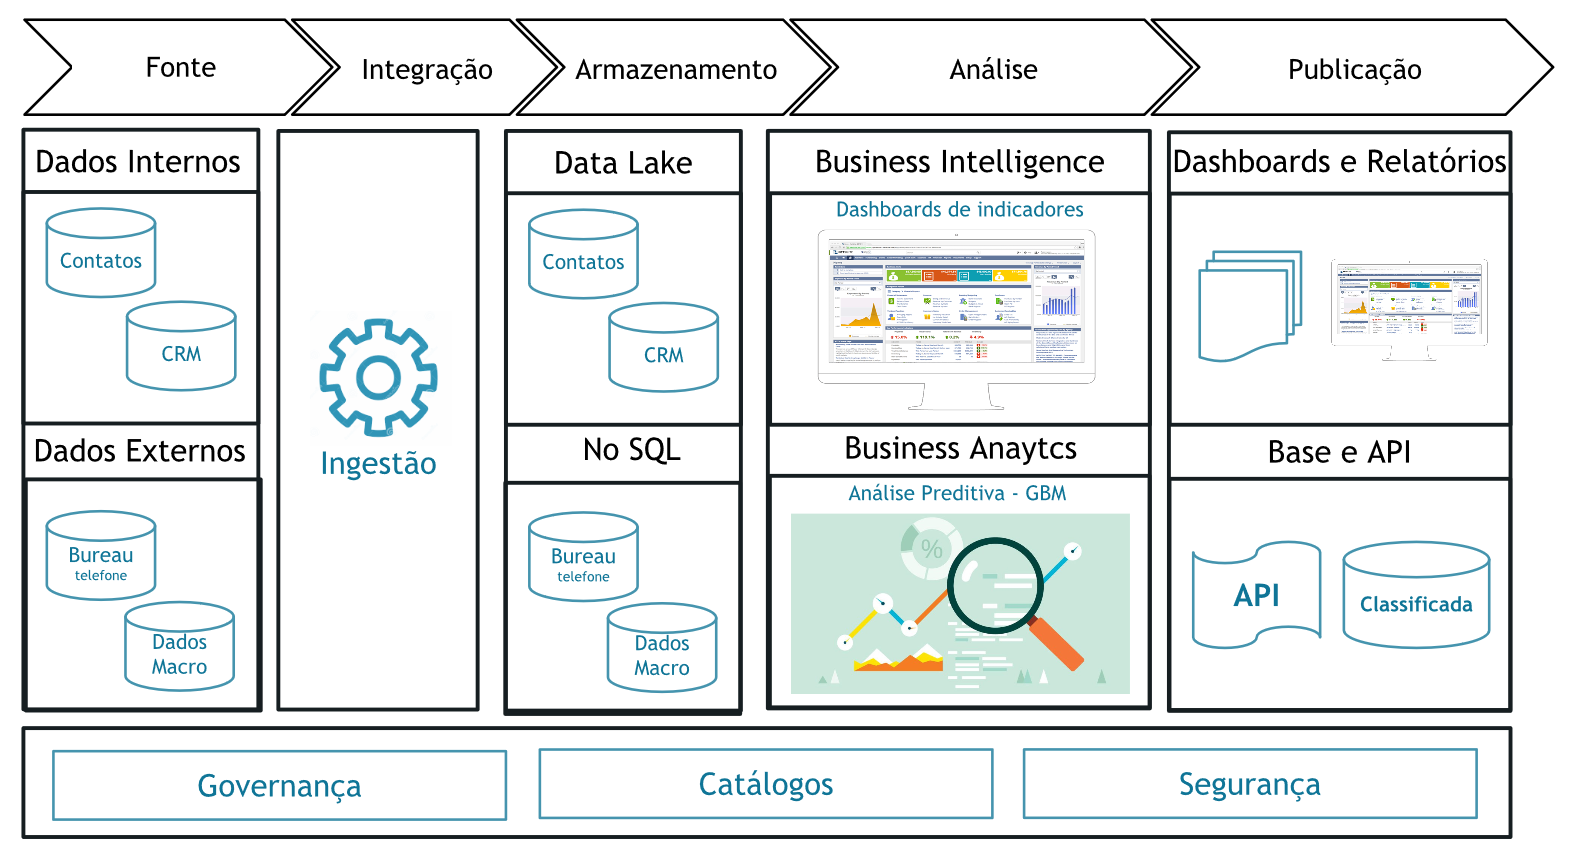 Fonte
Integração
Armazenamento
Análise
Publicação
Dados Internos
Contatos
CRM
Dados Externos
Bureau
telefone
Dados
Macro
Ingestão
Data Lake
Contatos
CRM
No SQL
Bureau
telefone
Dados
Macro
Business Intelligence
Dashboards de indicadores
Business Anaytcs
Análise Preditiva - GBM
%
Dashboards e Relatórios
Base e API
API
Classificada
Governança
Catálogos
Segurança